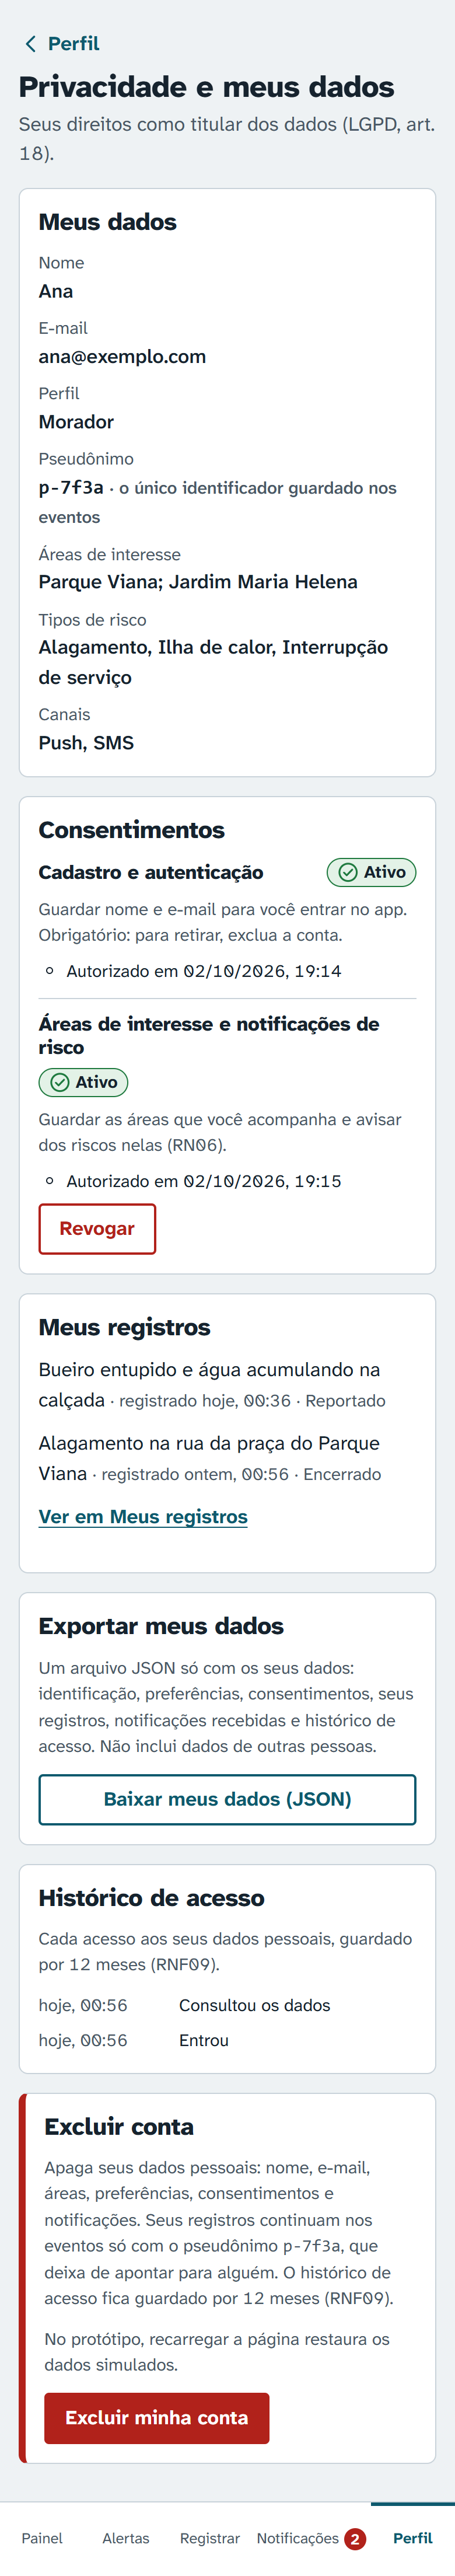 Perfil
Privacidade e meus dados
Seus direitos como titular dos dados (LGPD, art.
18).
Meus dados
Nome
Ana
E-mail
ana@exemplo.com
Perfil
Morador
Pseudônimo
p-7f3a · o único identificador guardado nos
eventos
Áreas de interesse
Parque Viana; Jardim Maria Helena
Tipos de risco
Alagamento, Ilha de calor, Interrupção
de serviço
Canais
Push, SMS
Consentimentos
Cadastro e autenticação
Ativo
Guardar nome e e-mail para você entrar no app.
Obrigatório: para retirar, exclua a conta.
Autorizado em 02/10/2026, 19:14
Áreas de interesse e notificações de
risco
Ativo
Guardar as áreas que você acompanha e avisar
dos riscos nelas (RN06).
Autorizado em 02/10/2026, 19:15
Revogar
Meus registros
Bueiro entupido e água acumulando na
calçada · registrado hoje, 00:36 · Reportado
Alagamento na rua da praça do Parque
Viana · registrado ontem, 00:56 · Encerrado
Ver em Meus registros
Exportar meus dados
Um arquivo JSON só com os seus dados:
identificação, preferências, consentimentos, seus
registros, notificações recebidas e histórico de
acesso. Não inclui dados de outras pessoas.
Baixar meus dados (JSON)
Histórico de acesso
Cada acesso aos seus dados pessoais, guardado
por 12 meses (RNF09).
hoje, 00:56 Consultou os dados
hoje, 00:56 Entrou
Excluir conta
Apaga seus dados pessoais: nome, e-mail,
áreas, preferências, consentimentos e
notificações. Seus registros continuam nos
eventos só com o pseudônimo p-7f3a, que
deixa de apontar para alguém. O histórico de
acesso fica guardado por 12 meses (RNF09).
No protótipo, recarregar a página restaura os
dados simulados.
Excluir minha conta
Painel Alertas Registrar Notificações 2 Perfil